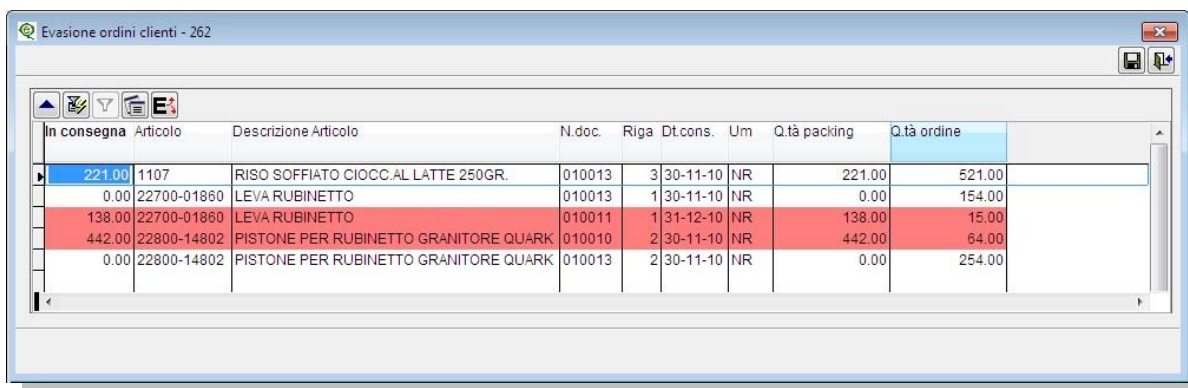 Evasione ordini clienti - 262
In consegna Articolo Descrizione Articolo N.doc. Riga Dt.cons. Um Q.tà packing Q.tà ordine
221.00 1107 RISO SOFFIATO CIOCC.AL LATTE 250GR. 010013 3 30-11-10 NR 221.00 521.00
0.00 22700-01860 LEVA RUBINETTO 010013 1 30-11-10 NR 0.00 154.00
138.00 22700-01860 LEVA RUBINETTO 010011 1 31-12-10 NR 138.00 15.00
442.00 22800-14802 PISTONE PER RUBINETTO GRANITORE QUARK 010010 2 30-11-10 NR 442.00 64.00
0.00 22800-14802 PISTONE PER RUBINETTO GRANITORE QUARK 010013 2 30-11-10 NR 0.00 254.00